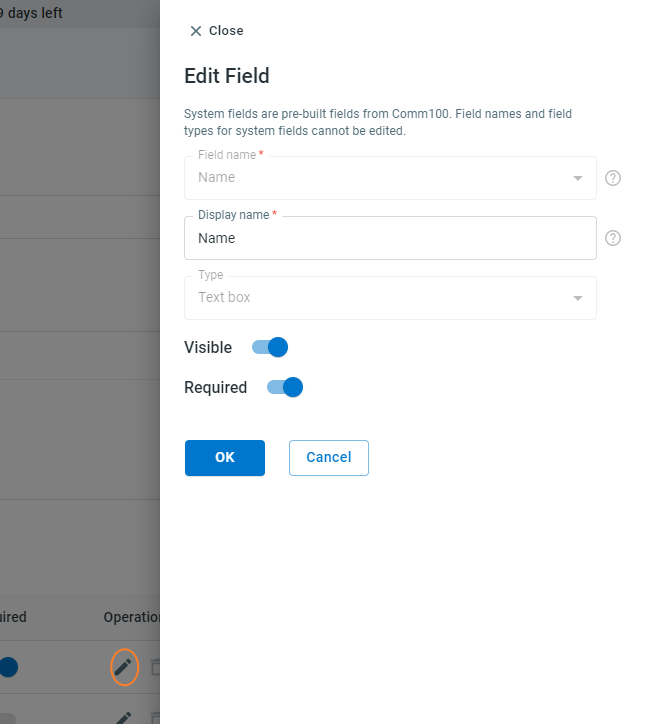 9 days left
Close
Edit Field
System fields are pre-built fields from Comm100. Field names and field
types for system fields cannot be edited.
Field name *
Name
Display name *
Name
Type
Text box
Visible
Required
OK
Cancel
uired
Operatio